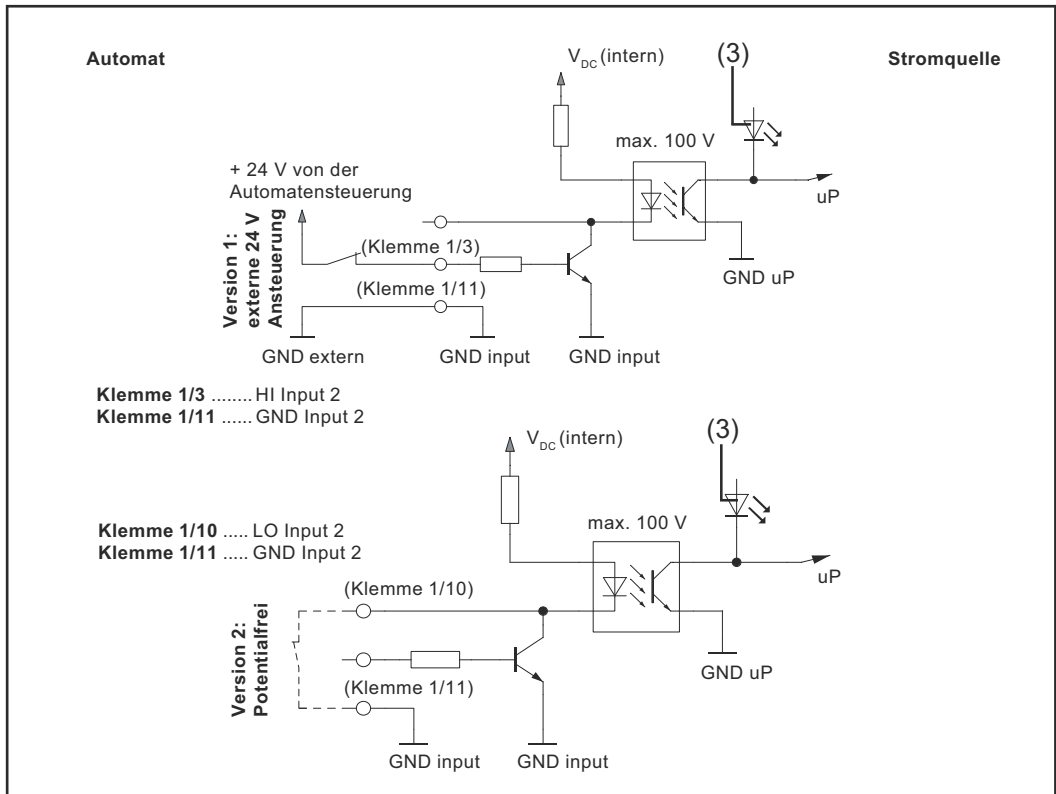 Automat
Stromquelle
V_DC (intern)
(3)
max. 100 V
+ 24 V von der
Automatensteuerung
uP
Version 1:
externe 24 V
Ansteuerung
(Klemme 1/3)
(Klemme 1/11)
GND uP
GND extern
GND input
GND input
Klemme 1/3 ........ HI Input 2
Klemme 1/11 ...... GND Input 2
V_DC (intern)
(3)
Klemme 1/10 ..... LO Input 2
Klemme 1/11 ..... GND Input 2
max. 100 V
uP
(Klemme 1/10)
Version 2:
Potentialfrei
(Klemme 1/11)
GND uP
GND input
GND input